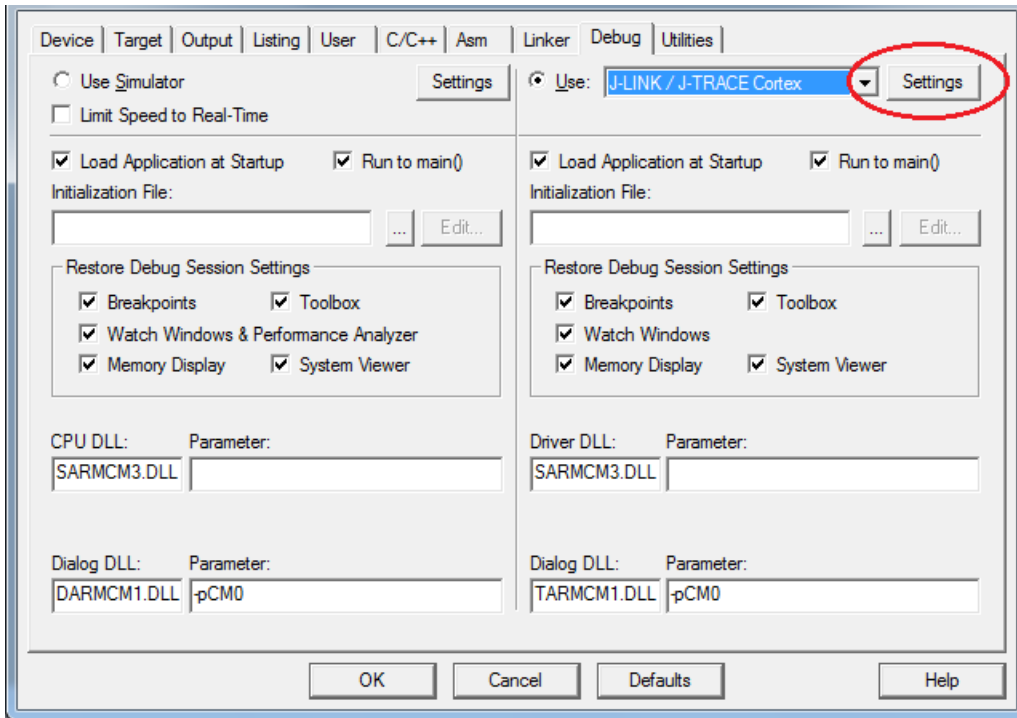 Device Target Output Listing User C/C++ Asm Linker Debug Utilities
Use Simulator Settings
Limit Speed to Real-Time
Use: J-LINK / J-TRACE Cortex Settings
Load Application at Startup Run to main()
Initialization File:
... Edit...
Restore Debug Session Settings
Breakpoints Toolbox
Watch Windows & Performance Analyzer
Memory Display System Viewer
CPU DLL: Parameter:
SARMCM3.DLL
Dialog DLL: Parameter:
DARMCM1.DLL -pCM0
Load Application at Startup Run to main()
Initialization File:
... Edit...
Restore Debug Session Settings
Breakpoints Toolbox
Watch Windows
Memory Display System Viewer
Driver DLL: Parameter:
SARMCM3.DLL
Dialog DLL: Parameter:
TARMCM1.DLL -pCM0
OK Cancel Defaults Help